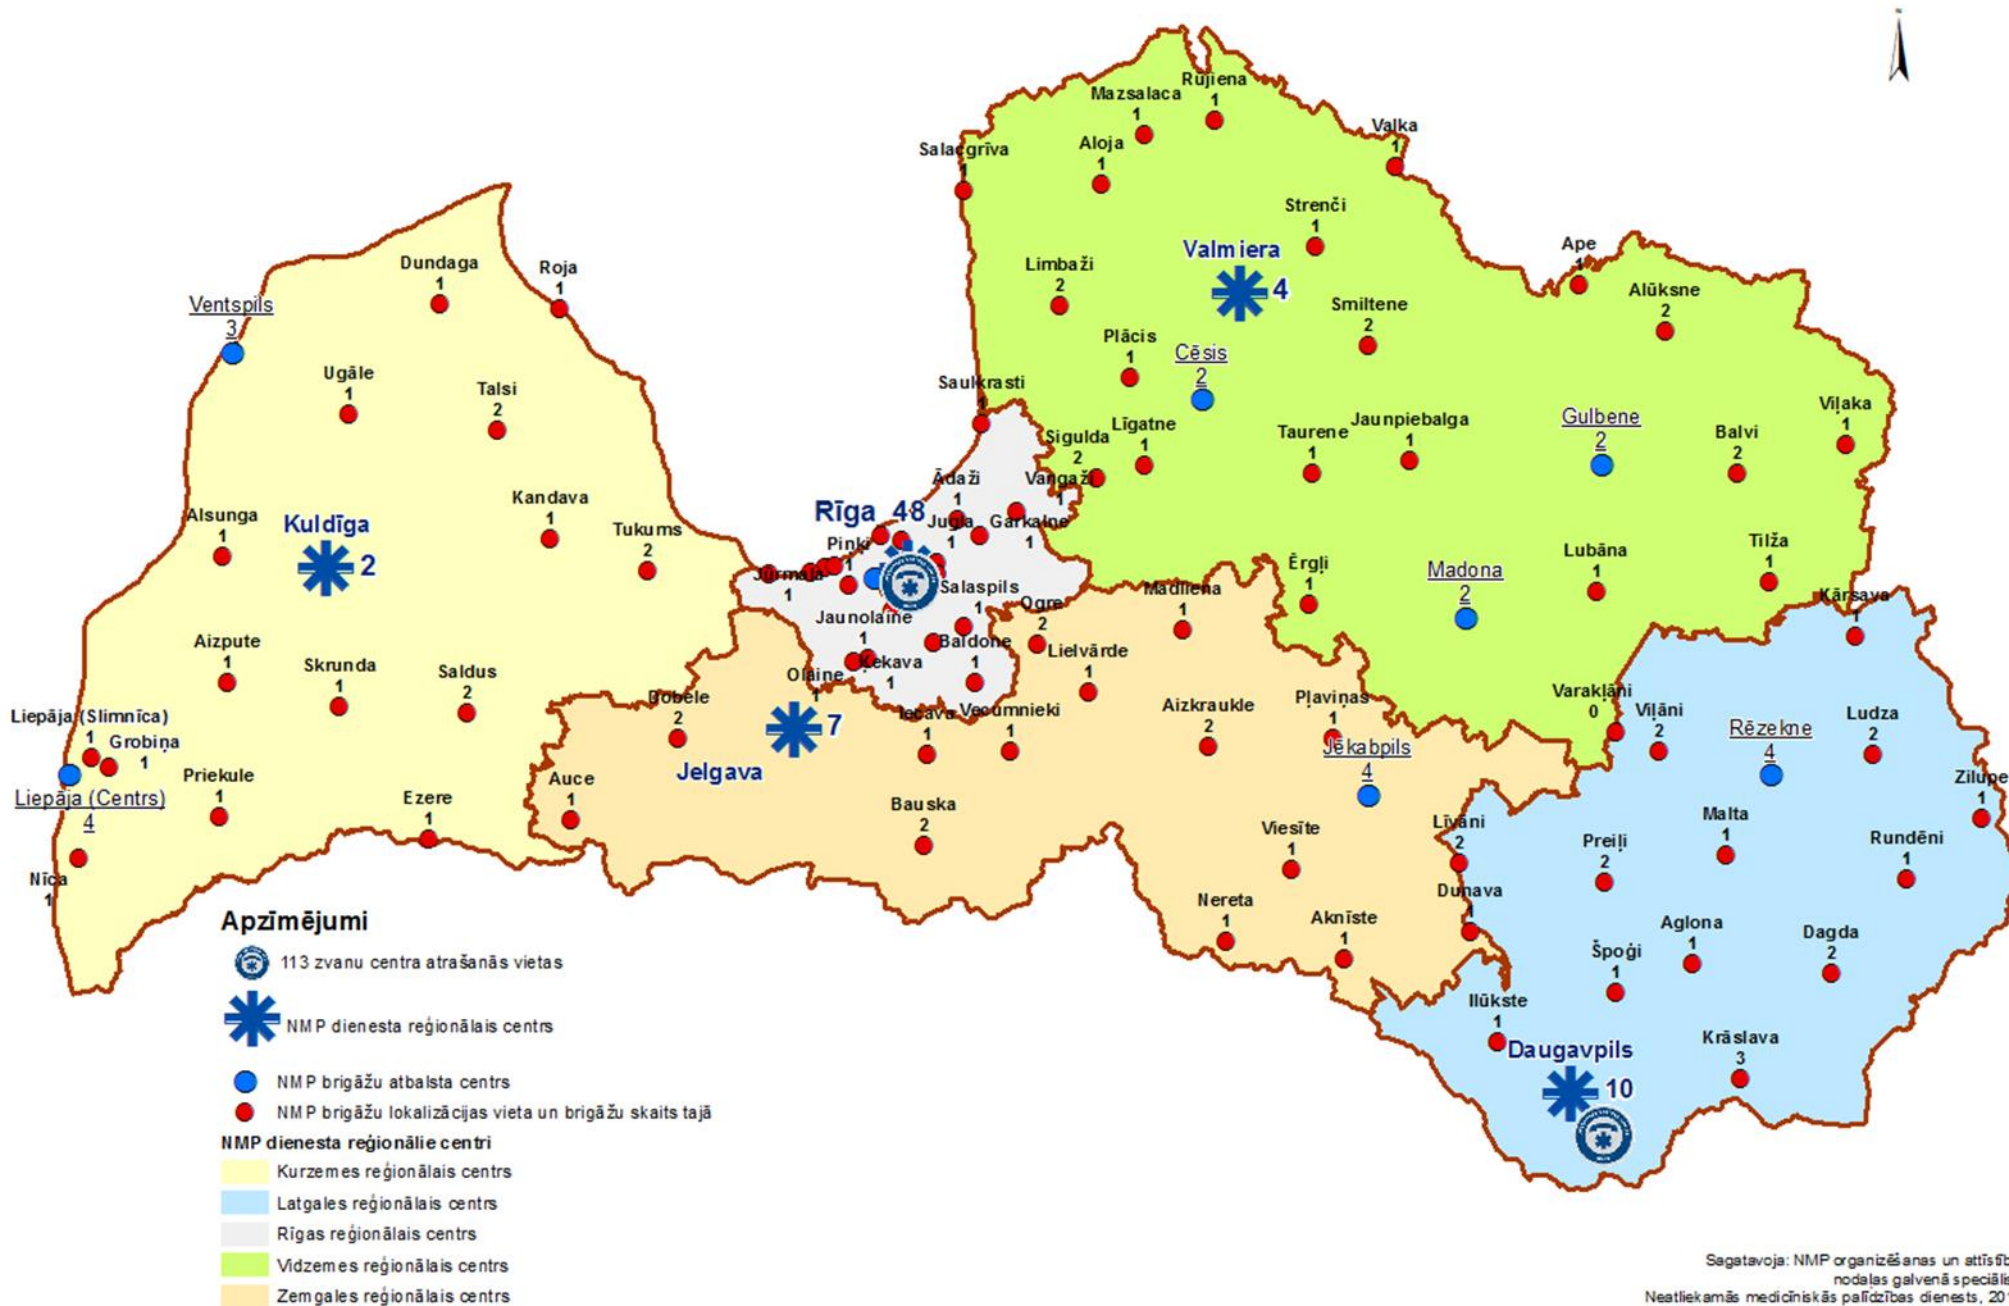 N
Rūjiena
1
Mazsalaca
1
Valka
1
Aloja
1
Salacgrīva
1
Strenči
1
Valmiera
4
Ape
1
Limbaži
2
Alūksne
2
Smiltene
2
Plācis
1
Cēsis
2
Dundaga
1
Roja
1
Ventspils
3
Ugāle
1
Talsi
2
Saulkrasti
1
Sigulda
2
Līgatne
1
Taurene
1
Jaunpiebalga
1
Gulbene
2
Balvi
2
Viļaka
1
Ādaži
1
Vangaži
1
Alsunga
1
Kuldīga
2
Kandava
1
Tukums
2
Rīga 48
Jugla
1
Garkalne
1
Piņķi
1
Jūrmala
1
Salaspils
1
Ērgļi
1
Madona
2
Lubāna
1
Tilža
1
Kārsava
1
Madliena
1
Ogre
2
Jaunolaine
1
Baldone
1
Lielvārde
1
Aizpute
1
Skrunda
1
Saldus
2
Olaine
1
Ķekava
1
Dobele
2
Iecava
1
Vecumnieki
1
Aizkraukle
2
Pļaviņas
1
Varakļāni
0
Viļāni
2
Rēzekne
4
Ludza
2
Liepāja (Slimnīca)
1
Grobiņa
1
Jelgava
7
Jēkabpils
4
Zilupe
1
Liepāja (Centrs)
4
Priekule
1
Ezere
1
Auce
1
Bauska
2
Viesīte
1
Līvāni
2
Preiļi
2
Malta
1
Rundēni
1
Nīca
1
Nereta
1
Aknīste
1
Dunava
1
Špoģi
1
Aglona
1
Dagda
2
Ilūkste
1
Daugavpils
10
Krāslava
3
Apzīmējumi
113 zvanu centra atrašanās vietas
NMP dienesta reģionālais centrs
NMP brigāžu atbalsta centrs
NMP brigāžu lokalizācijas vieta un brigāžu skaits tajā
NMP dienesta reģionālie centri
Kurzemes reģionālais centrs
Latgales reģionālais centrs
Rīgas reģionālais centrs
Vidzemes reģionālais centrs
Zemgales reģionālais centrs
Sagatavoja: NMP organizēšanas un attīstīb
nodaļas galvenā speciālis
Neatliekamās medicīniskās palīdzības dienests, 201